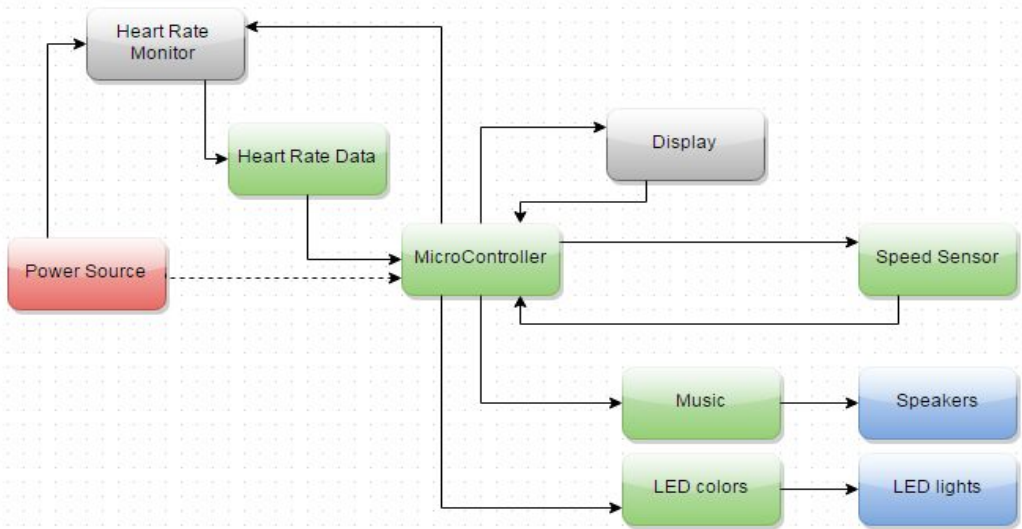 Heart Rate
Monitor
Heart Rate Data
Display
MicroController
Speed Sensor
Power Source
Music
Speakers
LED colors
LED lights